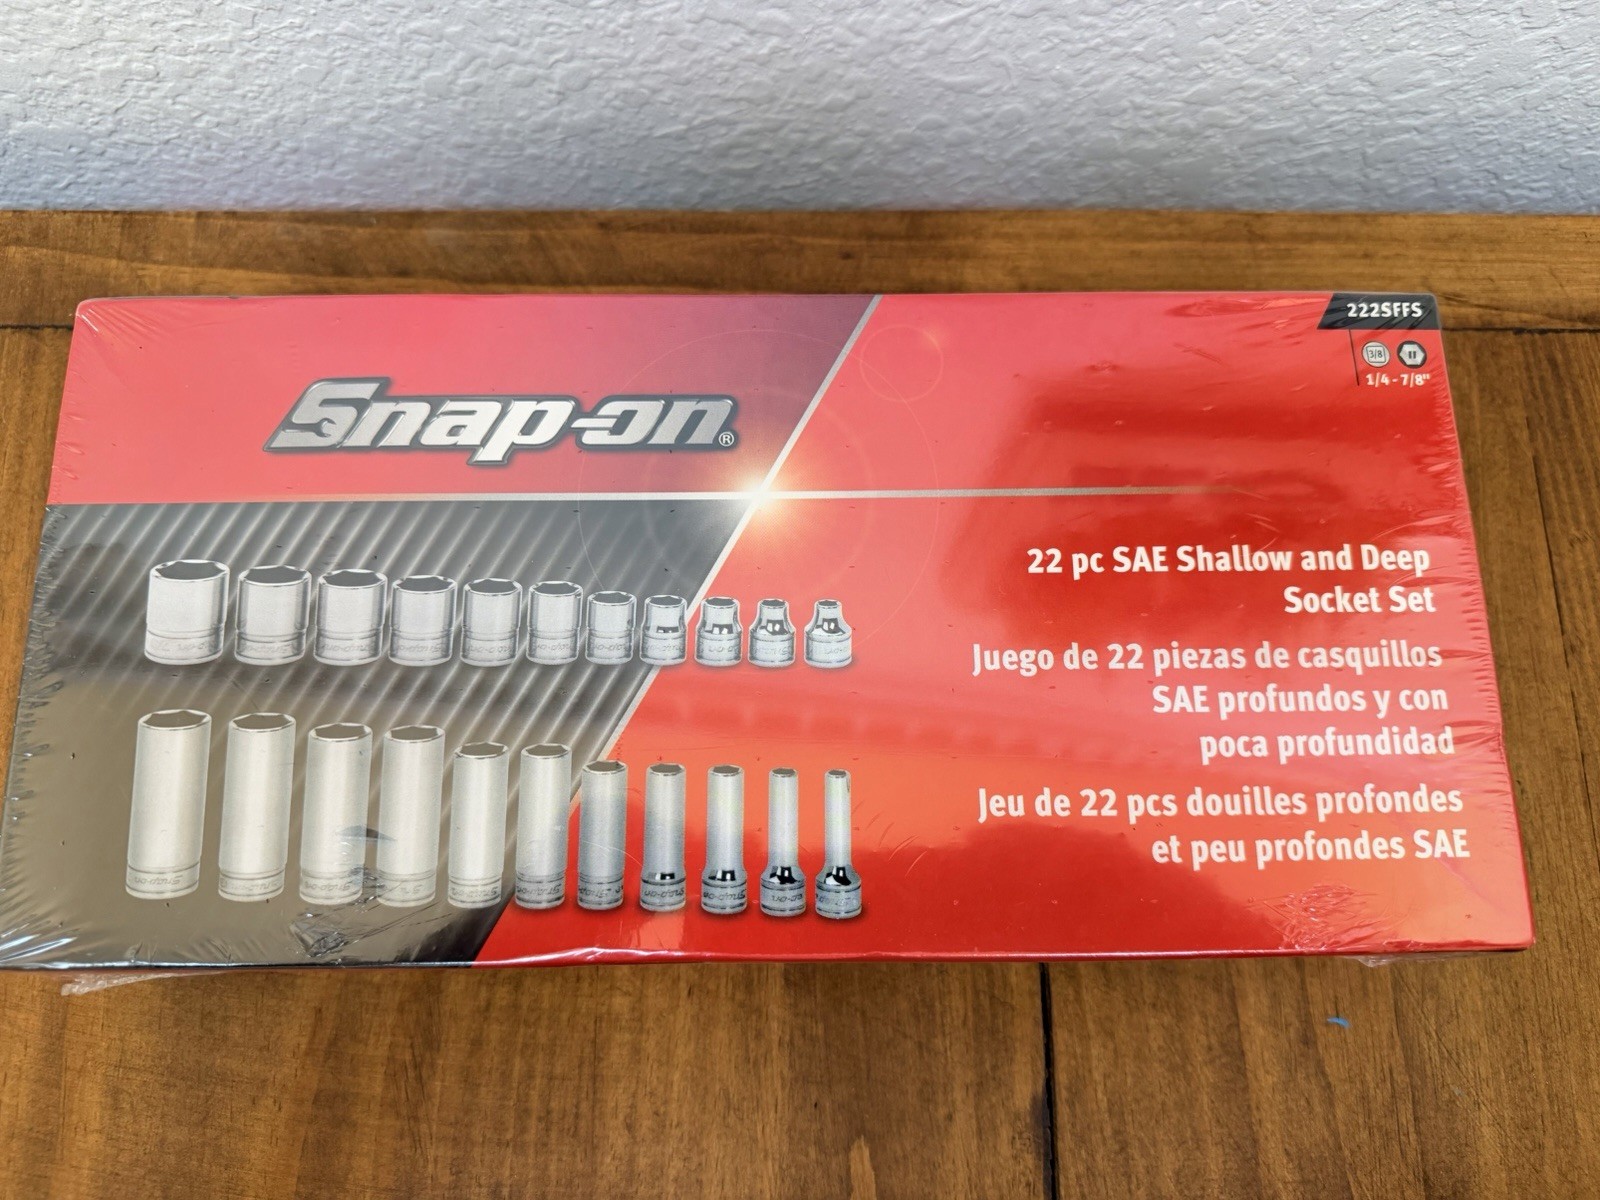 222SFFS
3/8
1/4 - 7/8"
Snap-on®
22 pc SAE Shallow and Deep
Socket Set
Juego de 22 piezas de casquillos
SAE profundos y con
poca profundidad
Jeu de 22 pcs douilles profondes
et peu profondes SAE